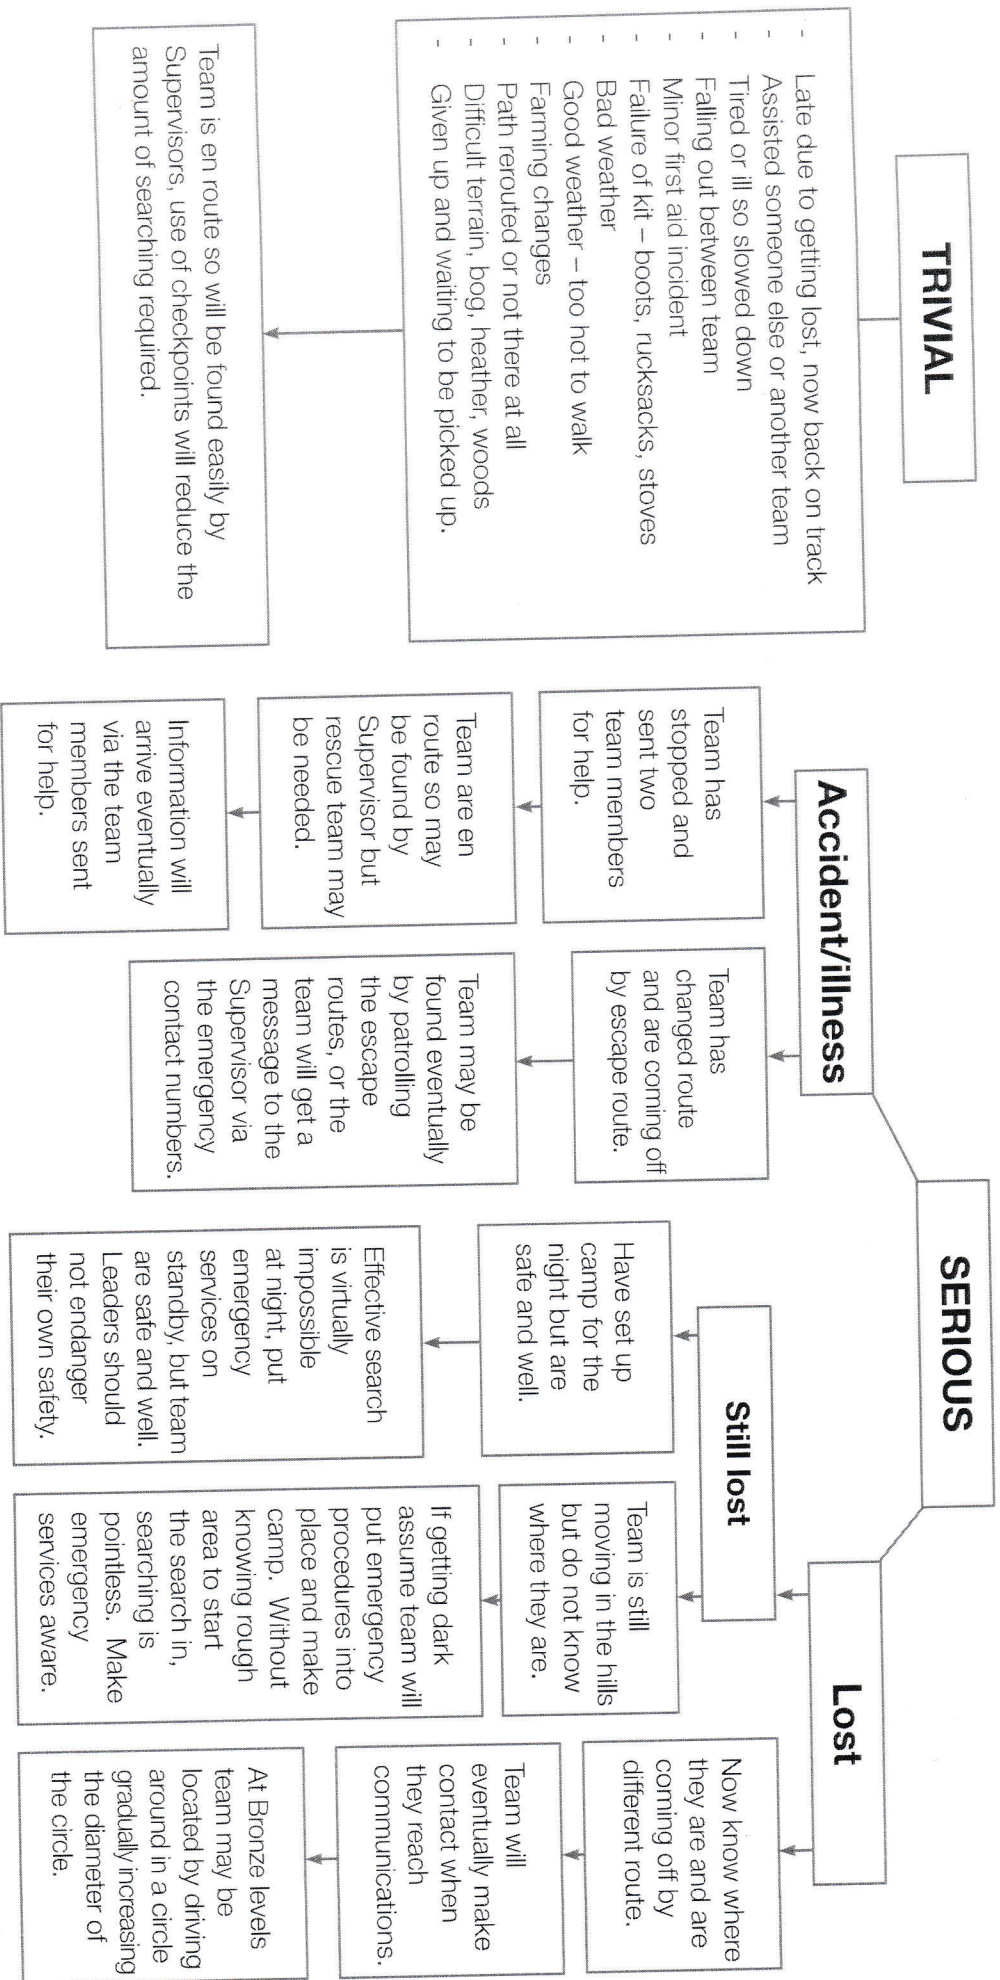 TRIVIAL
- Late due to getting lost, now back on track
- Assisted someone else or another team
- Tired or ill so slowed down
- Falling out between team
- Minor first aid incident
- Failure of kit – boots, rucksacks, stoves
- Bad weather
- Good weather – too hot to walk
- Farming changes
- Path rerouted or not there at all
- Difficult terrain, bog, heather, woods
- Given up and waiting to be picked up.
Team is en route so will be found easily by
Supervisors, use of checkpoints will reduce the
amount of searching required.
SERIOUS
Accident/illness
Team has
stopped and
sent two
team members
for help.
Team are en
route so may
be found by
Supervisor but
rescue team may
be needed.
Information will
arrive eventually
via the team
members sent
for help.
Team has
changed route
and are coming off
by escape route.
Team may be
found eventually
by patrolling
the escape
routes, or the
team will get a
message to the
Supervisor via
the emergency
contact numbers.
Lost
Still lost
Have set up
camp for the
night but are
safe and well.
Effective search
is virtually
impossible
at night, put
emergency
services on
standby, but team
are safe and well.
Leaders should
not endanger
their own safety.
Team is still
moving in the hills
but do not know
where they are.
If getting dark
assume team will
put emergency
procedures into
place and make
camp. Without
knowing rough
area to start
the search in,
searching is
pointless. Make
emergency
services aware.
Now know where
they are and are
coming off by
different route.
Team will
eventually make
contact when
they reach
communications.
At Bronze levels
team may be
located by driving
around in a circle
gradually increasing
the diameter of
the circle.